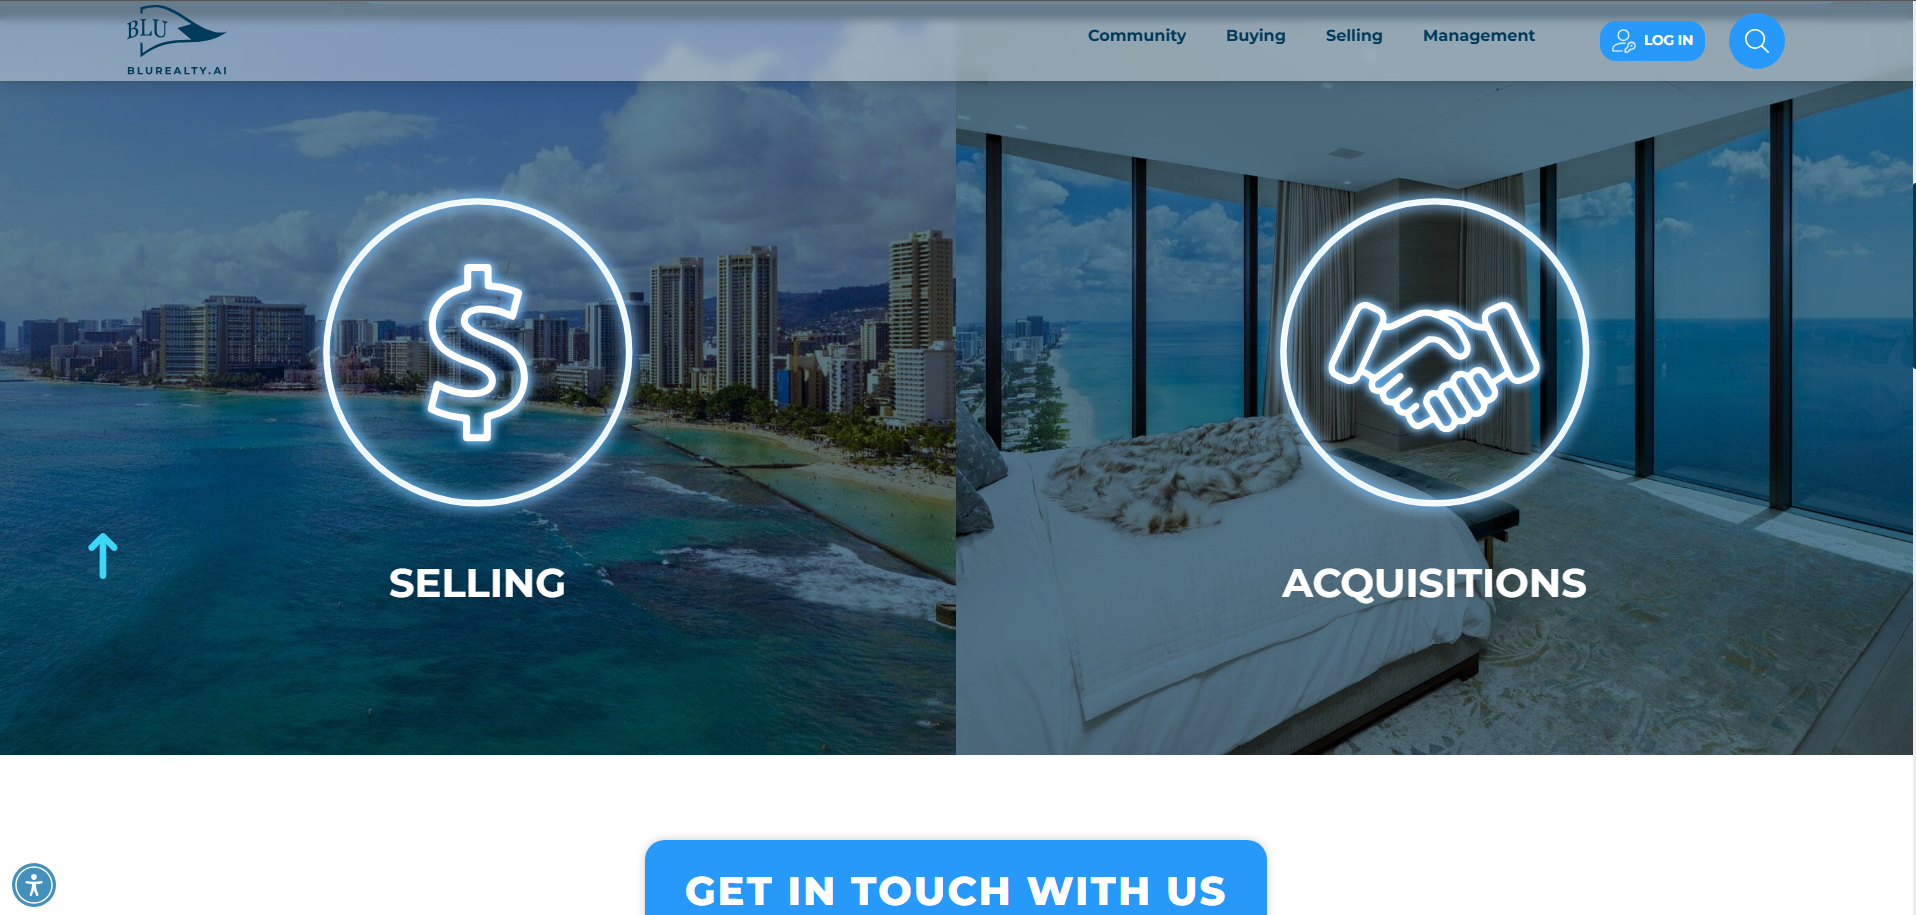 BLU
BLUREALTY.AI
Community
Buying
Selling
Management
LOG IN
SELLING
ACQUISITIONS
GET IN TOUCH WITH US